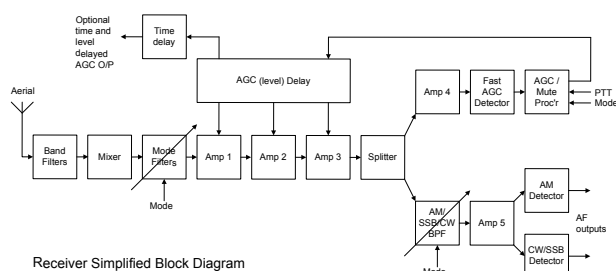 Optional
time and
level
delayed
AGC O/P
Time
delay
AGC (level) Delay
Aerial
Band
Filters
Mixer
Mode
Filters
Mode
Amp 1
Amp 2
Amp 3
Splitter
Amp 4
Fast
AGC
Detector
AGC /
Mute
Proc'r
PTT
Mode
AM/
SSB/CW
BPF
Mode
Amp 5
AM
Detector
CW/SSB
Detector
AF
outputs
Receiver Simplified Block Diagram